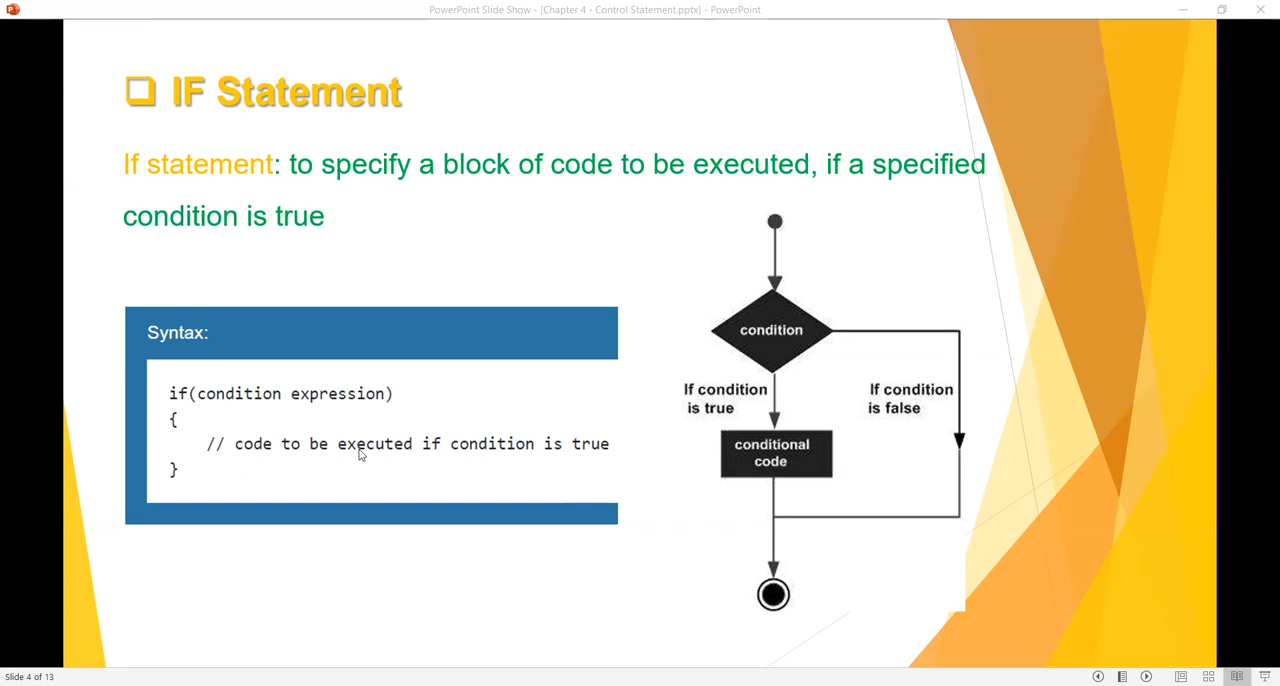 PowerPoint Slide Show - [Chapter 4 - Control Statement.pptx] - PowerPoint
IF Statement
If statement: to specify a block of code to be executed, if a specified
condition is true
Syntax:
if(condition expression)
{
// code to be executed if condition is true
}
condition
If condition
is true
If condition
is false
conditional
code
Slide 4 of 13